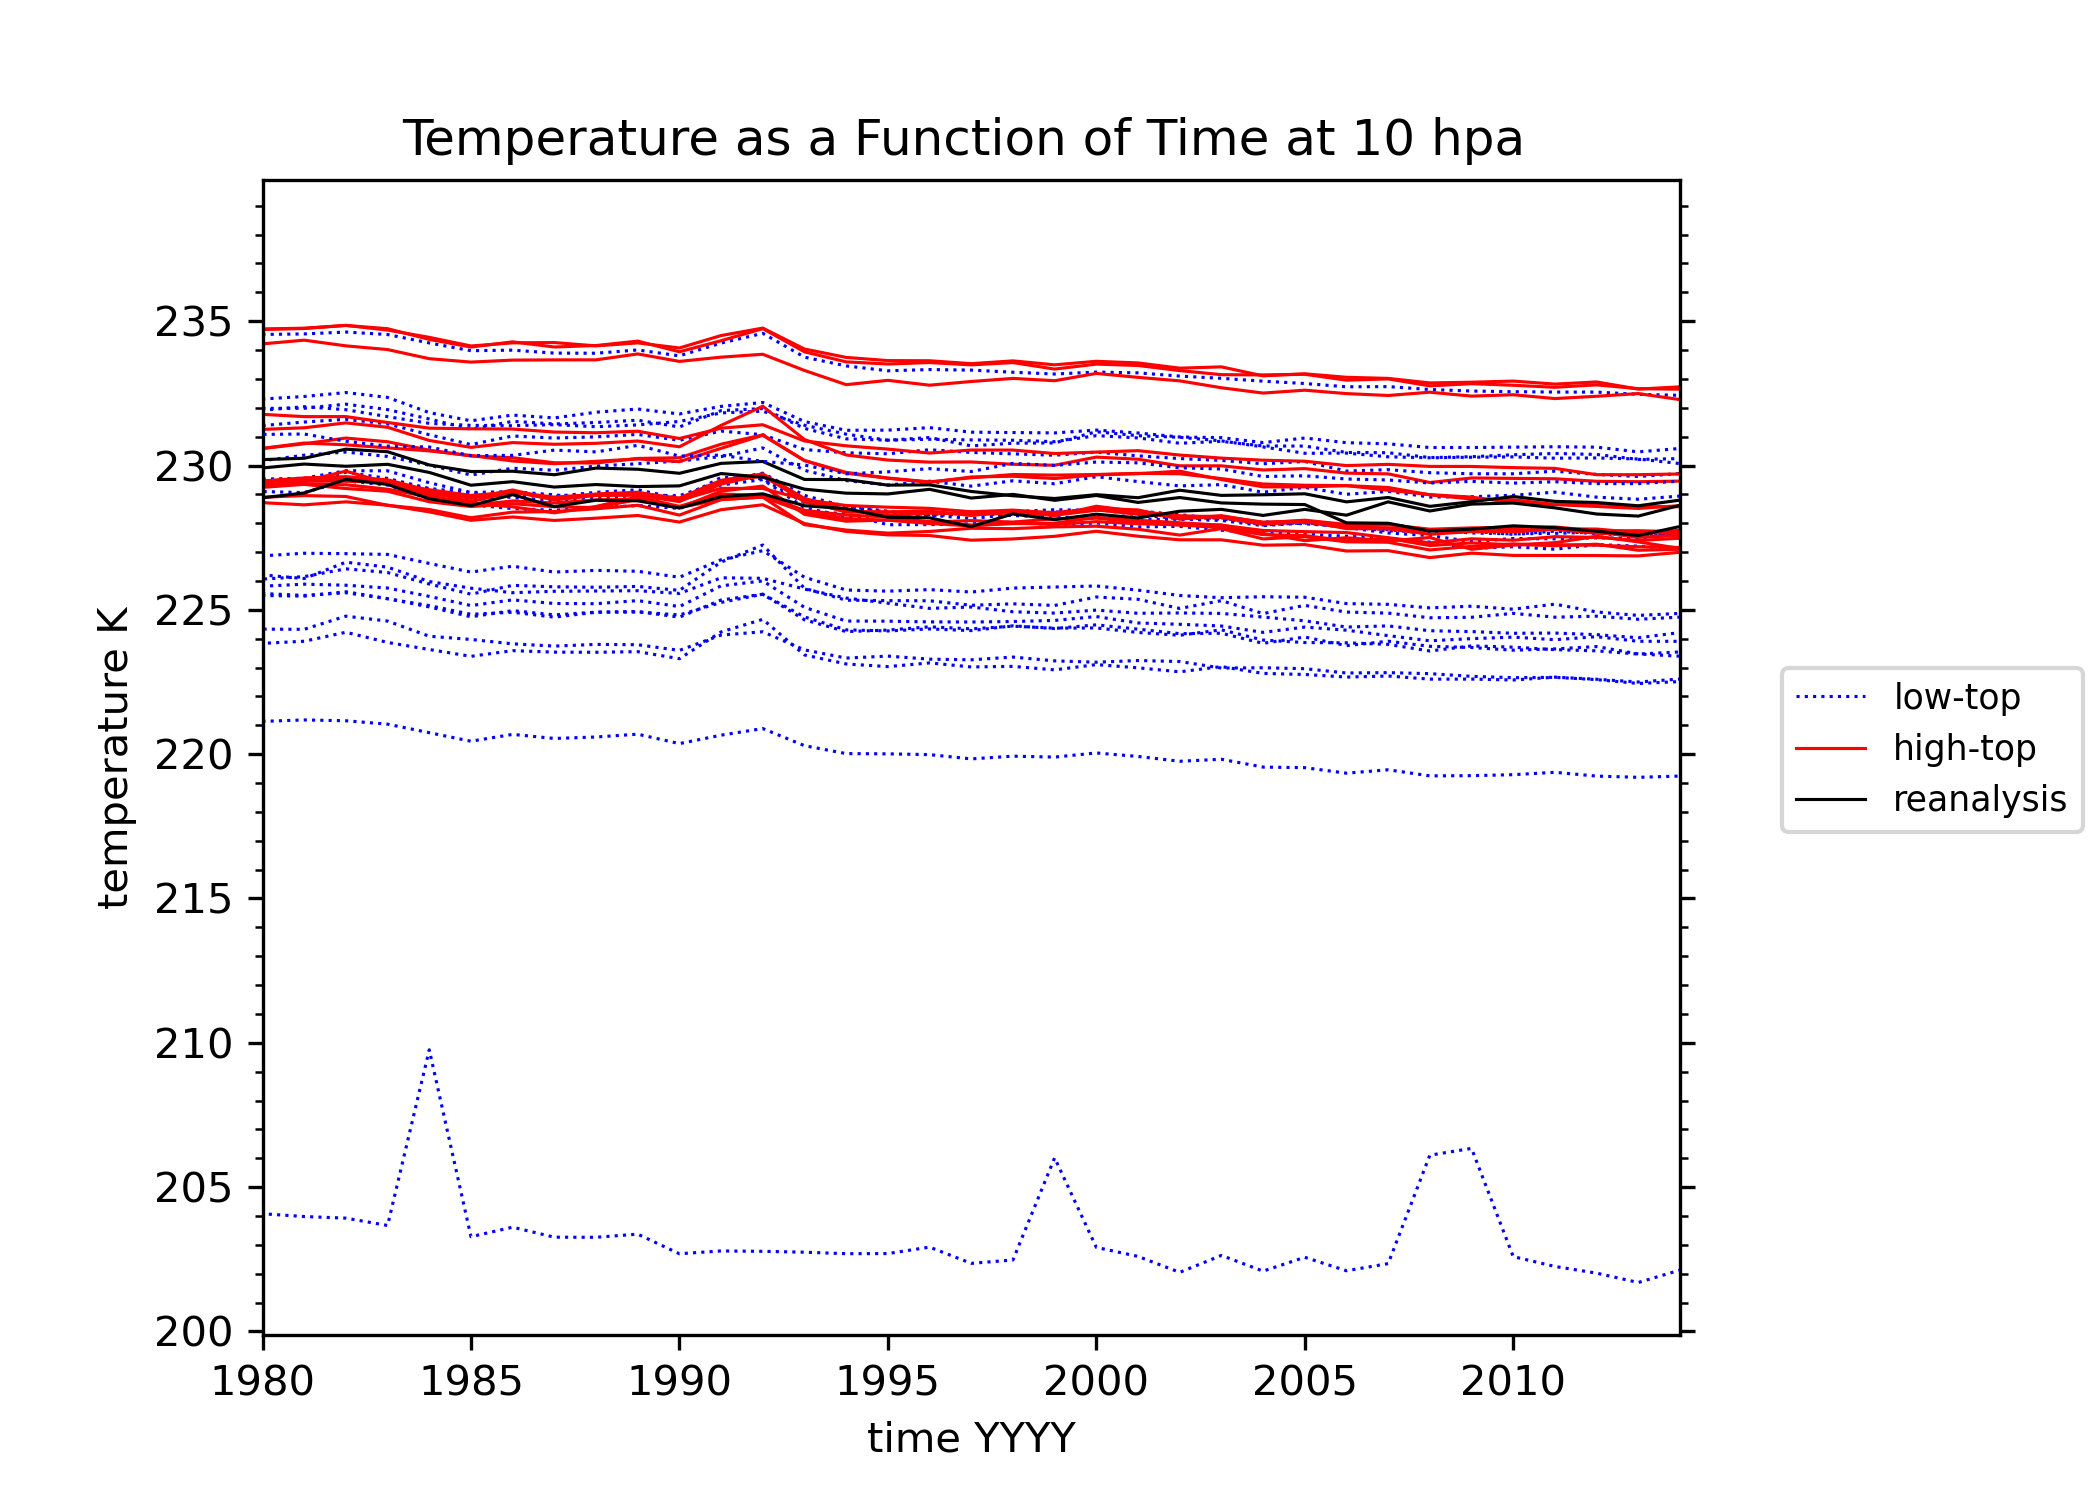 Temperature as a Function of Time at 10 hpa
235
230
225
220
215
210
205
200
temperature K
1980 1985 1990 1995 2000 2005 2010
time YYYY
low-top
high-top
reanalysis